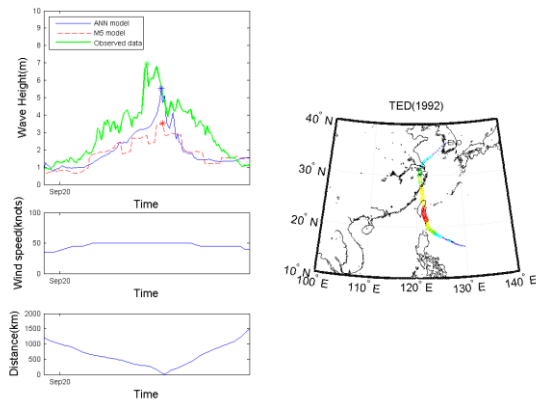 ANN model
M5 model
Observed data
Wave Height(m)
10
9
8
7
6
5
4
3
2
1
0
Sep20
Time
Wind speed(knots)
100
50
0
Sep20
Time
Distance(km)
2000
1500
1000
500
0
Sep20
Time
TED(1992)
40° N
30° N
20° N
10° N
100° E
110° E
120° E
130° E
140° E
END